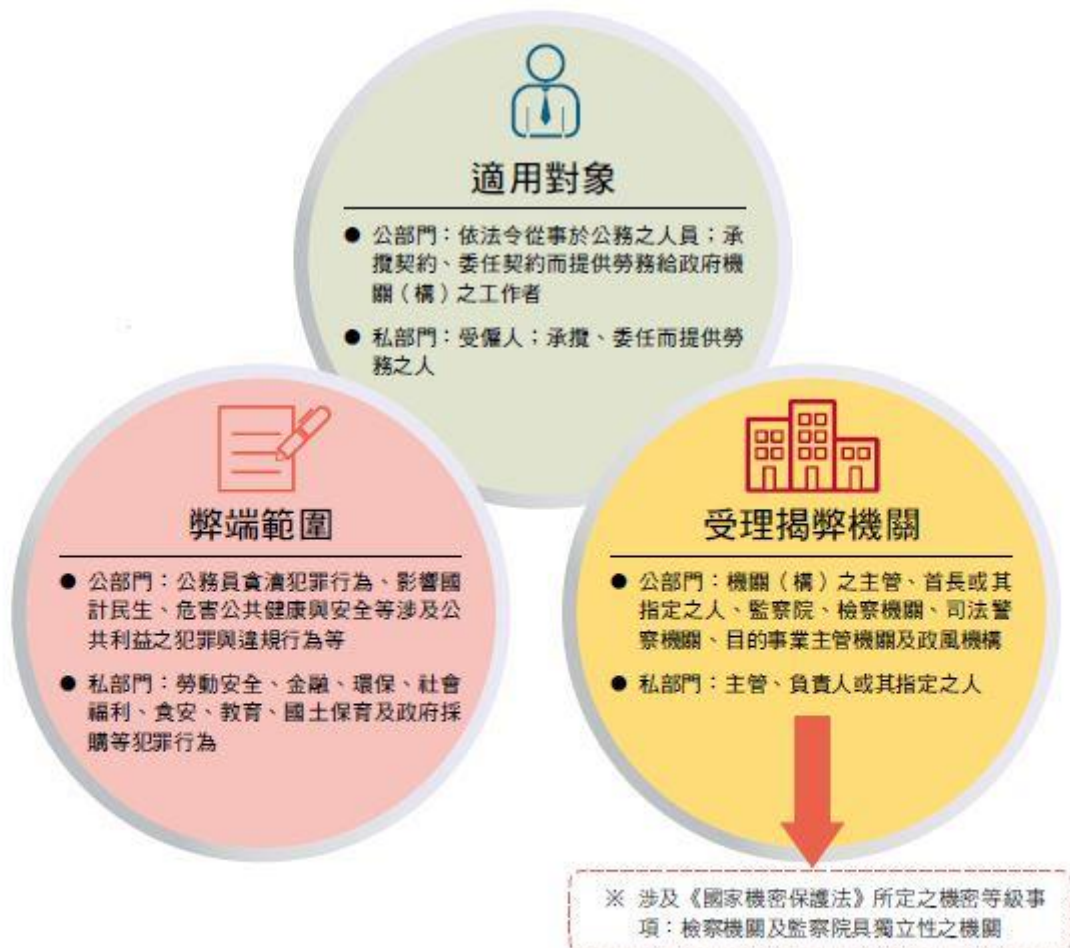 適用對象
● 公部門：依法令從事於公務之人員；承
攬契約、委任契約而提供勞務給政府機
關（構）之工作者
● 私部門：受僱人；承攬、委任而提供勞
務之人
弊端範圍
● 公部門：公務員貪瀆犯罪行為、影響國
計民生、危害公共健康與安全等涉及公
共利益之犯罪與違規行為等
● 私部門：勞動安全、金融、環保、社會
福利、食安、教育、國土保育及政府採
購等犯罪行為
受理揭弊機關
● 公部門：機關（構）之主管、首長或其
指定之人、監察院、檢察機關、司法警
察機關、目的事業主管機關及政風機構
● 私部門：主管、負責人或其指定之人
※ 涉及《國家機密保護法》所定之機密等級事
項：檢察機關及監察院具獨立性之機關